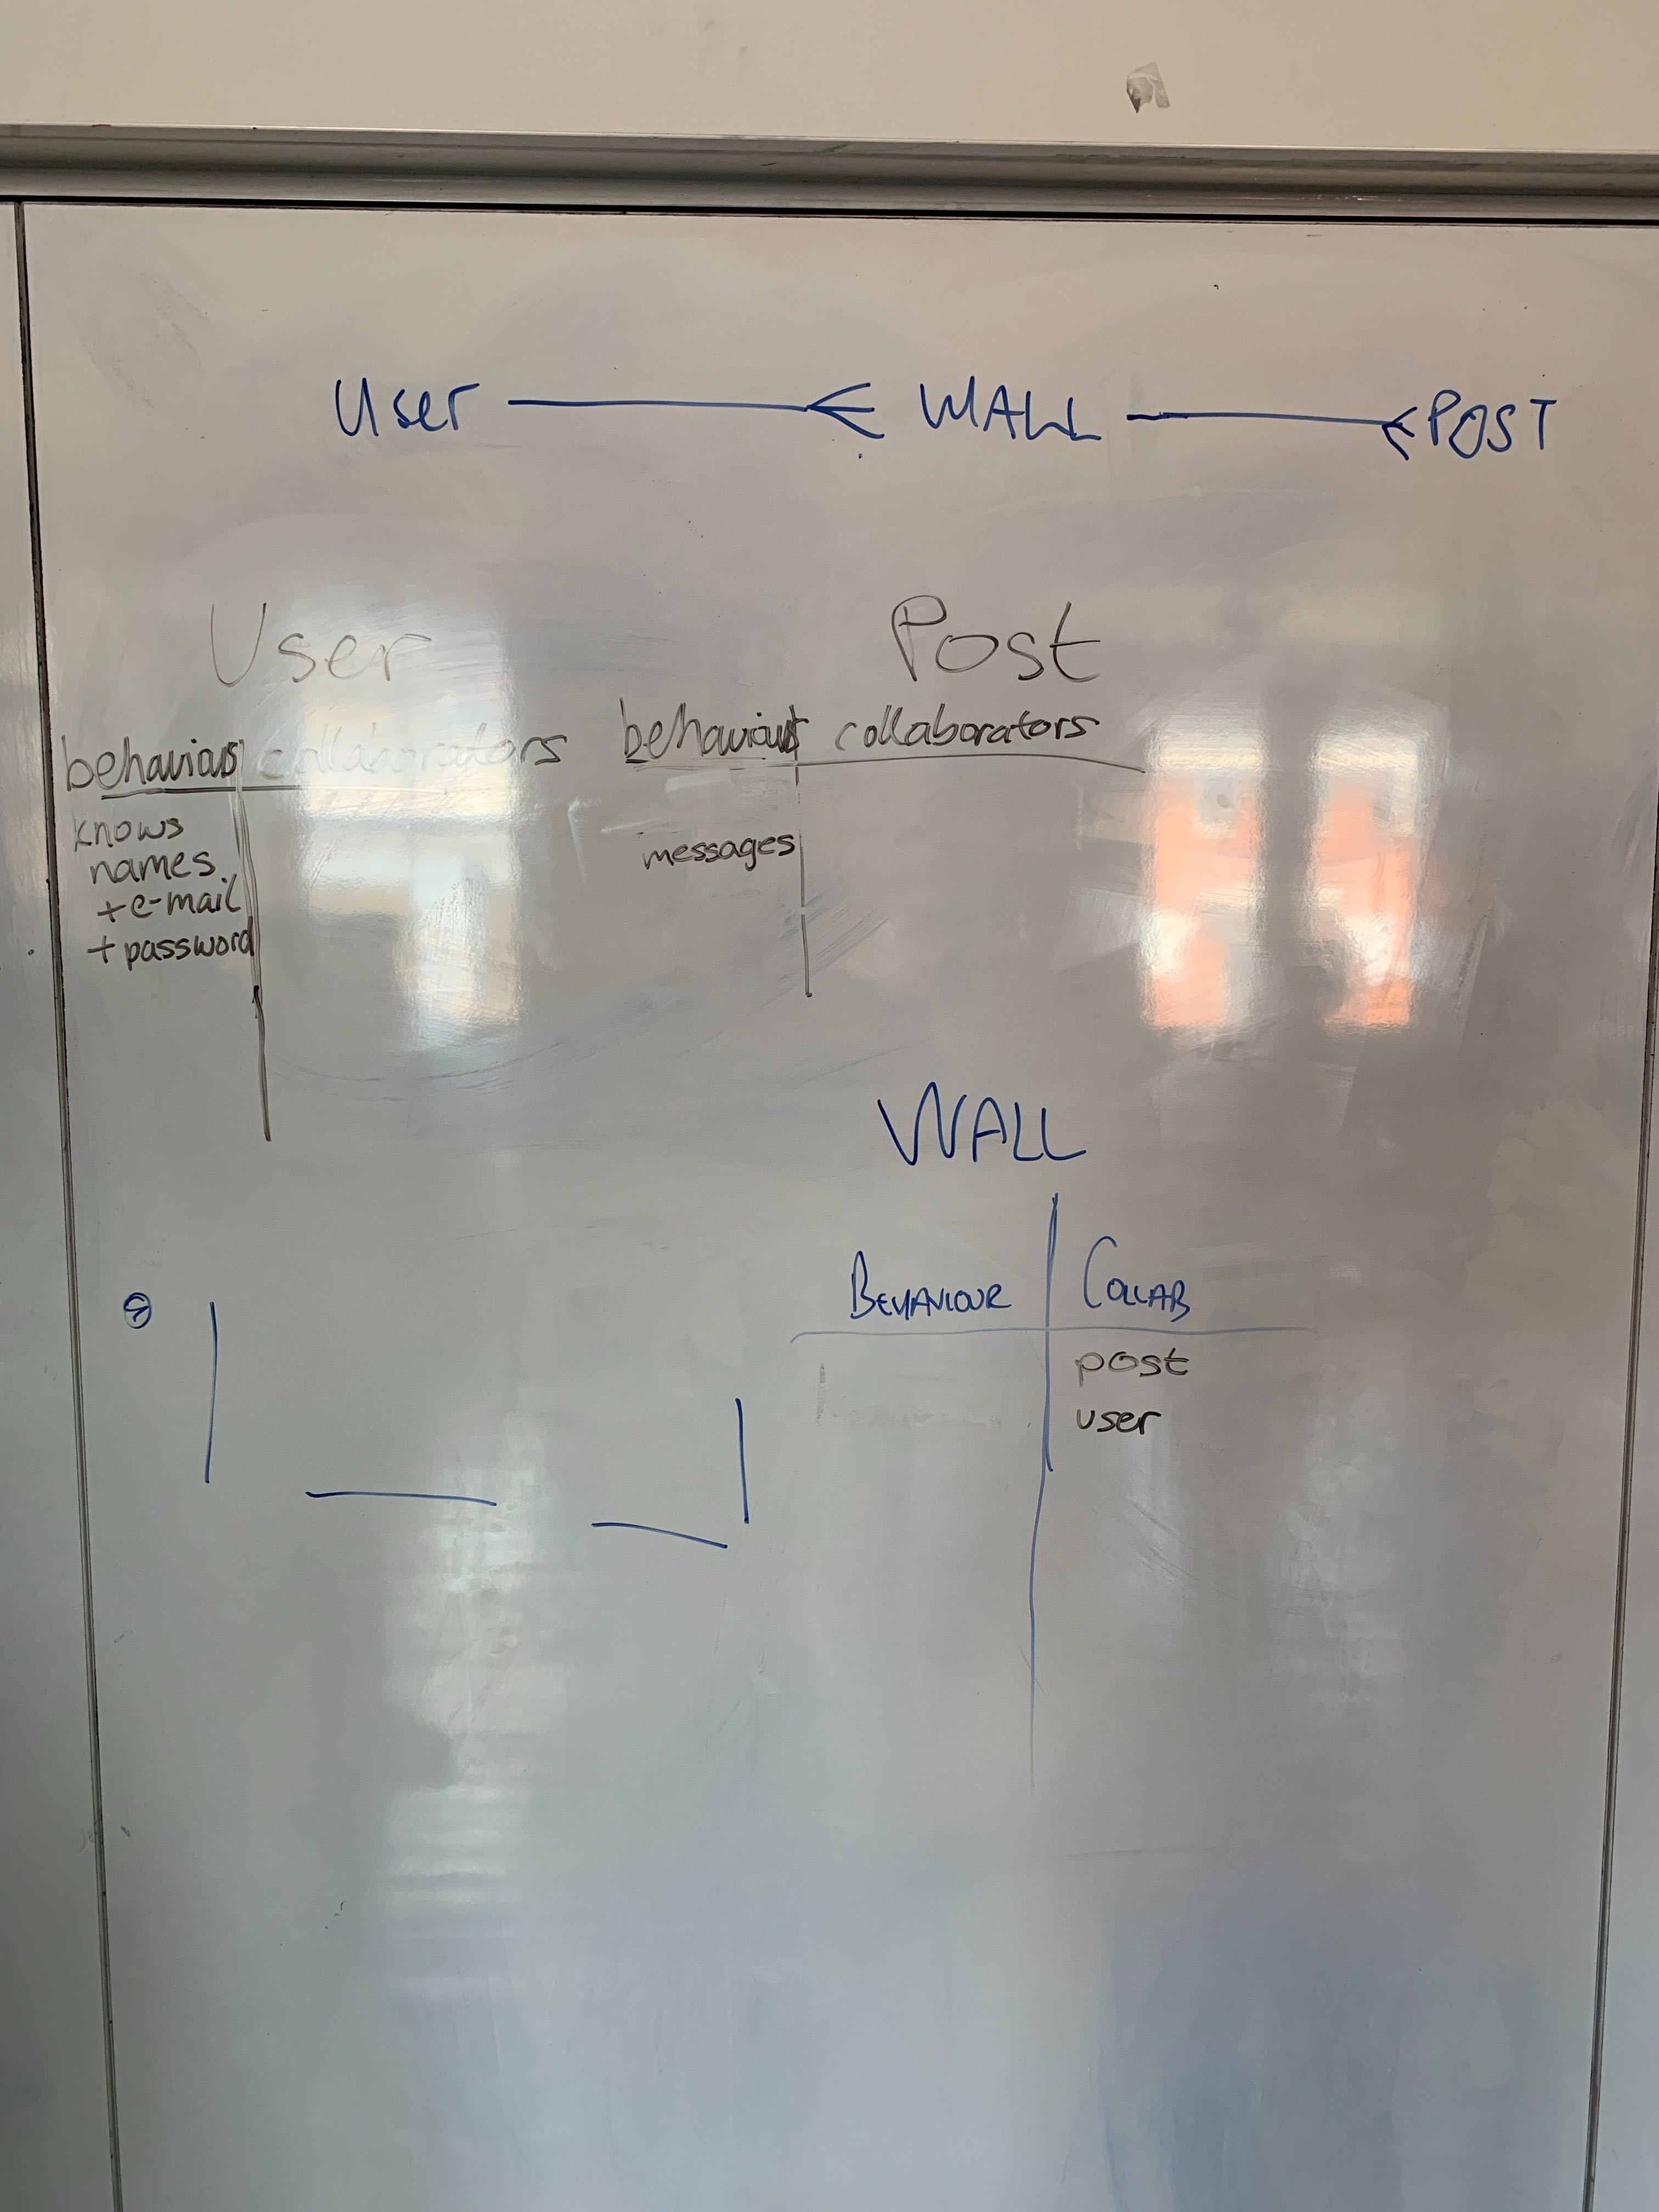 User WALL POST
User
behaviours collaborators
knows
names
+ e-mail
+ password
Post
behaviours collaborators
messages
WALL
BEHAVIOUR COLLAB
post
user